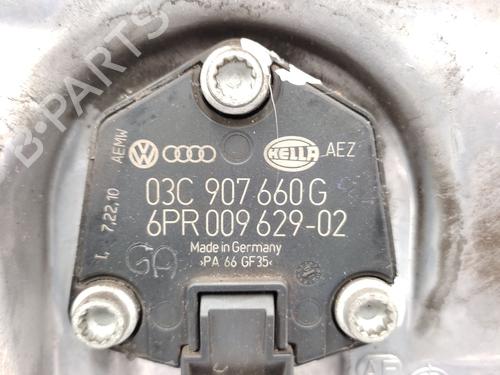 B-PARTS
AEMW
HELLA AEZ
03C 907 660 G
6PR 009 629-02
Made in Germany
>PA 66 GF35<
GA
7,22,10